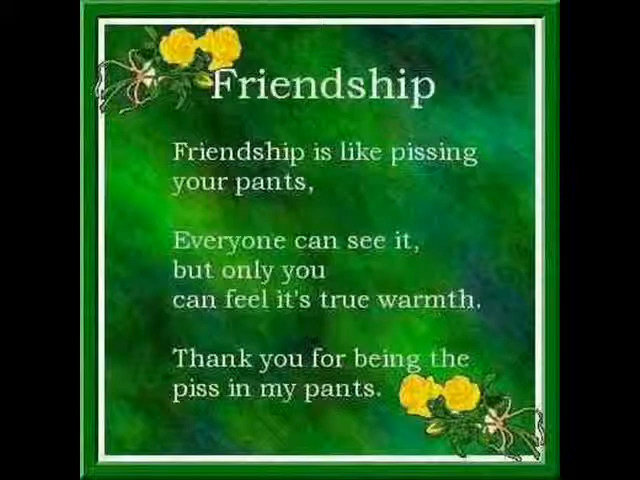 Friendship
Friendship is like pissing
your pants,
Everyone can see it,
but only you
can feel it's true warmth.
Thank you for being the
piss in my pants.